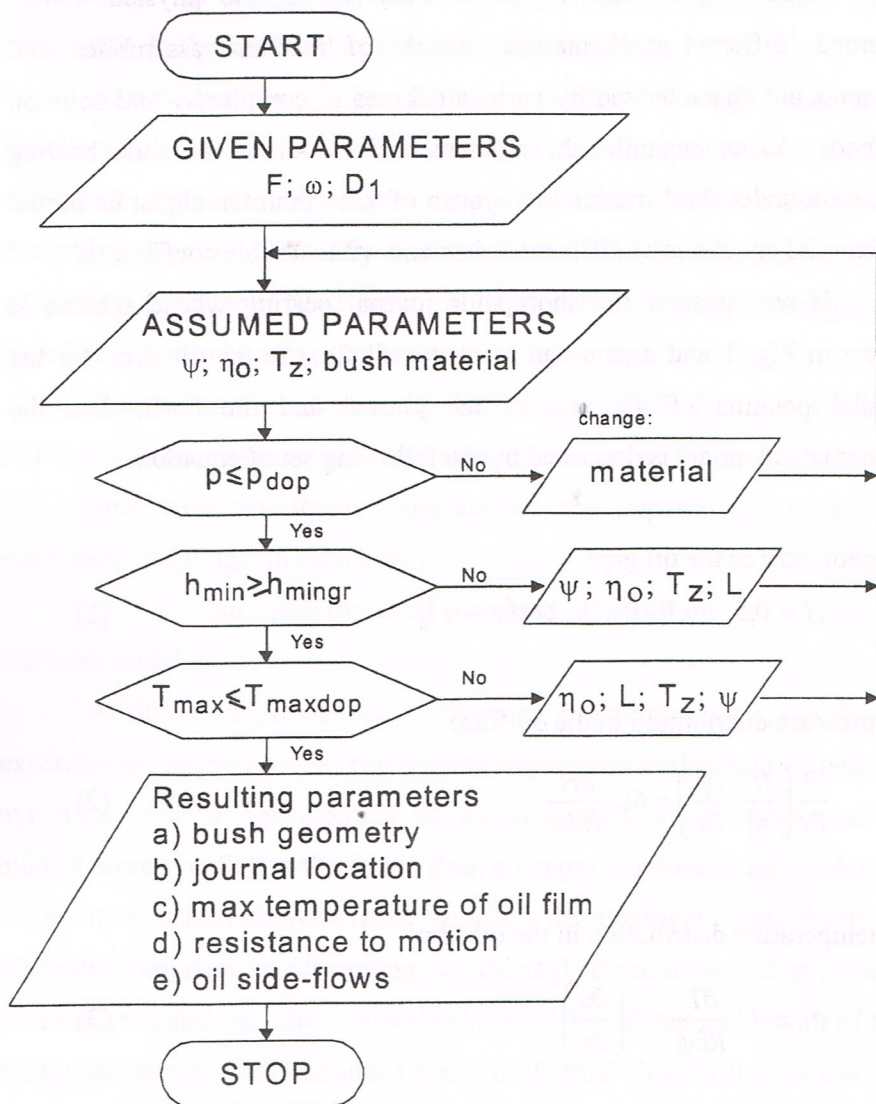 START
GIVEN PARAMETERS
F; ω; D1
ASSUMED PARAMETERS
ψ; ηo; Tz; bush material
change:
p≤pdop
No
material
Yes
hmin≥hmingr
No
ψ; ηo; Tz; L
Yes
Tmax≤Tmaxdop
No
ηo; L; Tz; ψ
Yes
Resulting parameters
a) bush geometry
b) journal location
c) max temperature of oil film
d) resistance to motion
e) oil side-flows
STOP